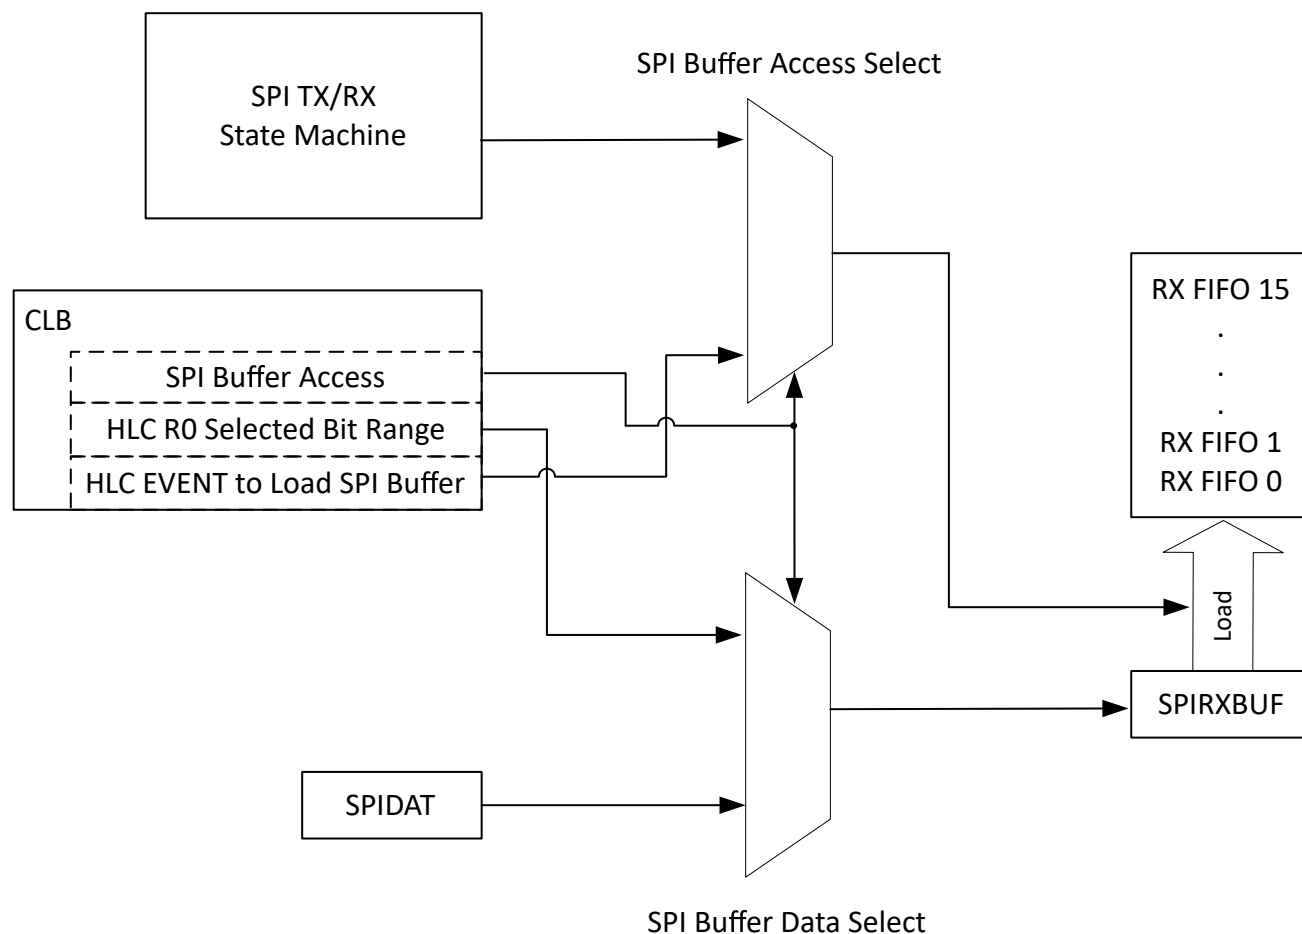 SPI TX/RX
State Machine
SPI Buffer Access Select
CLB
SPI Buffer Access
HLC R0 Selected Bit Range
HLC EVENT to Load SPI Buffer
RX FIFO 15
.
.
.
RX FIFO 1
RX FIFO 0
Load
SPIRXBUF
SPIDAT
SPI Buffer Data Select